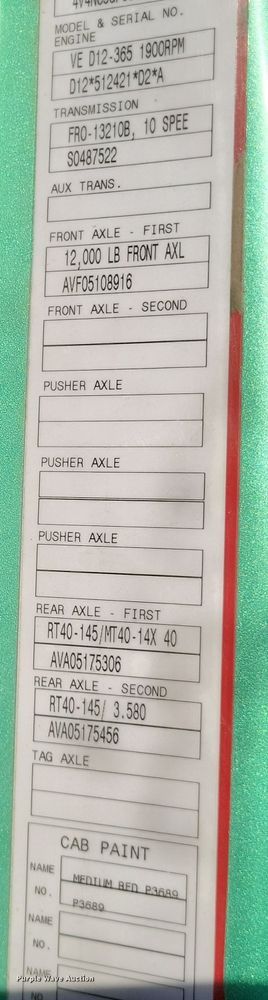 MODEL & SERIAL NO.
ENGINE
VE D12-365 1900RPM
D12*512421*D2*A
TRANSMISSION
FRO-13210B, 10 SPEE
S0487522
AUX TRANS.
FRONT AXLE - FIRST
12,000 LB FRONT AXL
AVF05108916
FRONT AXLE - SECOND
PUSHER AXLE
PUSHER AXLE
PUSHER AXLE
REAR AXLE - FIRST
RT40-145/MT40-14X 40
AVA05175306
REAR AXLE - SECOND
RT40-145/ 3.580
AVA05175456
TAG AXLE
CAB PAINT
NAME MEDIUM RED P3689
NO. P3689
NAME
NO.
NAME
NO.
Purple Wave Auction